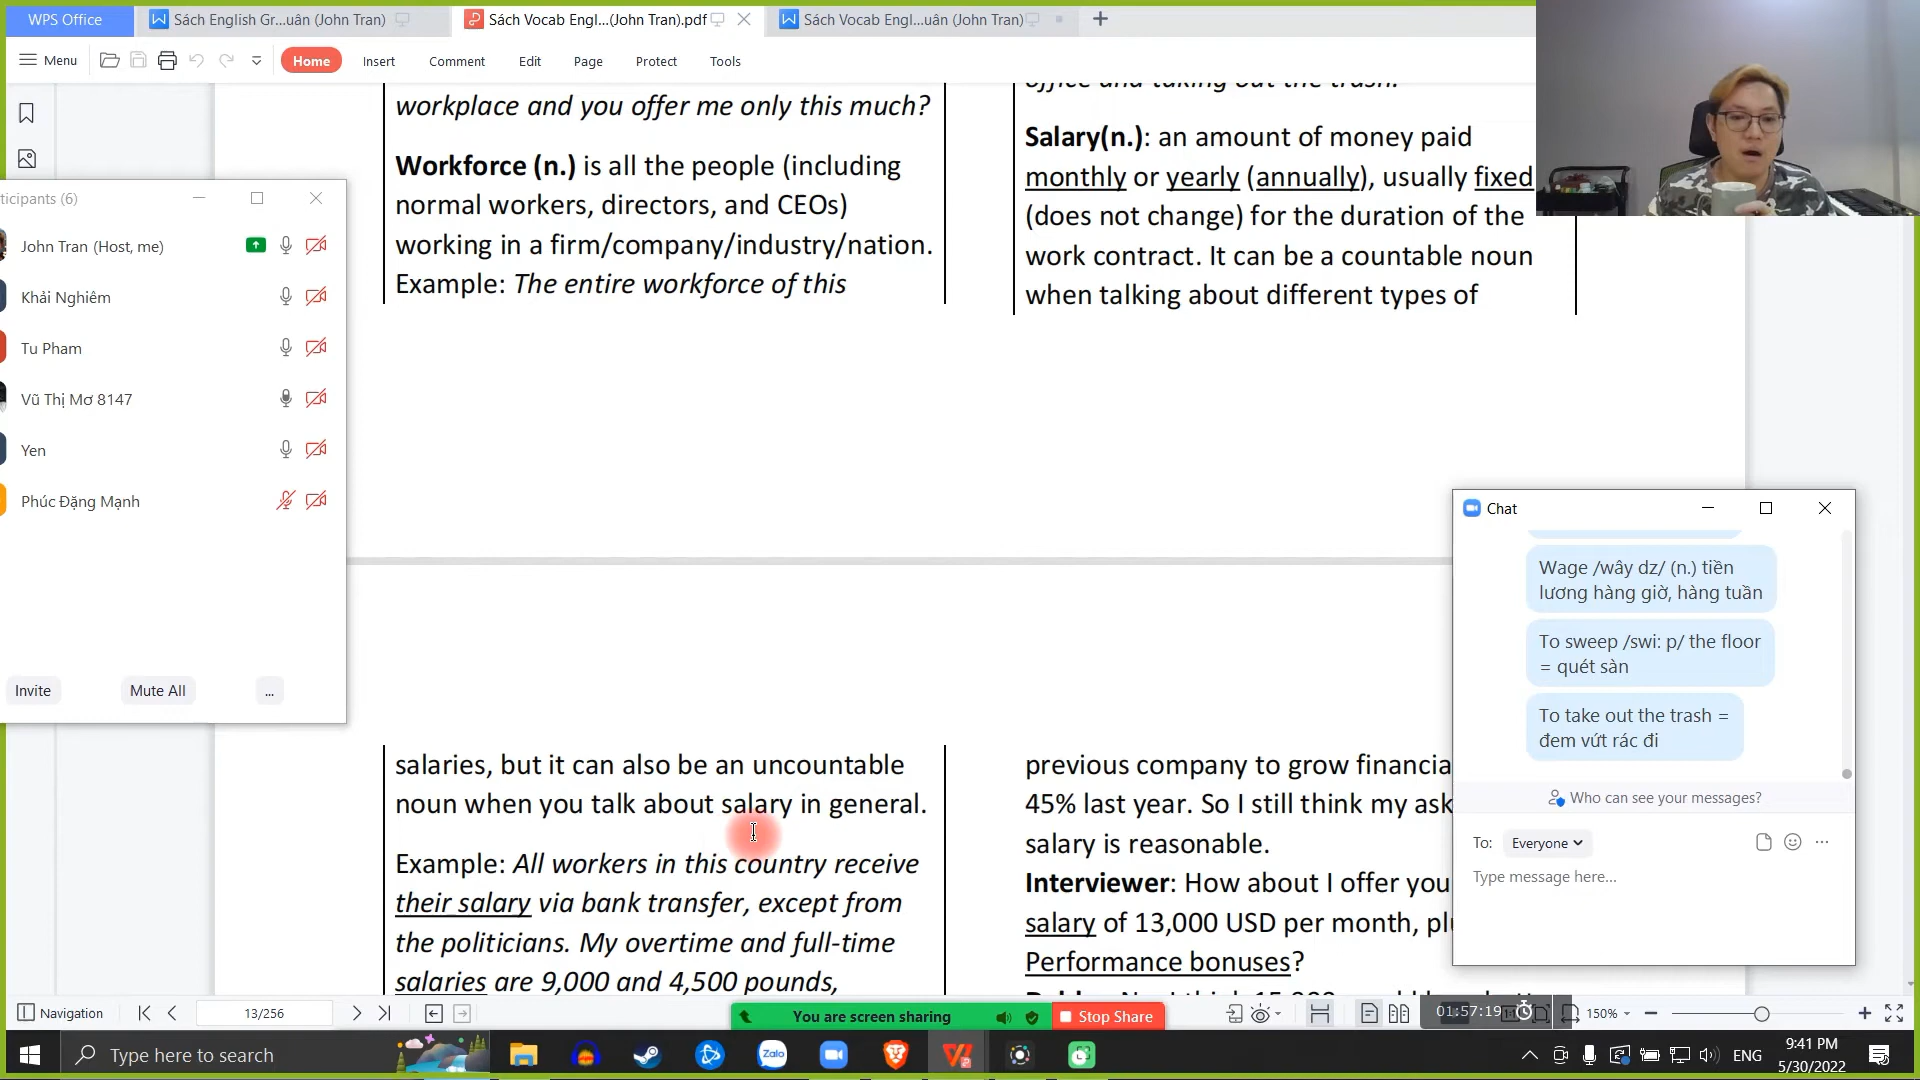 WPS Office
Sách English Gr...uân (John Tran)
Sách Vocab Engl...(John Tran).pdf
Sách Vocab Engl...uân (John Tran)
Menu
Home
Insert
Comment
Edit
Page
Protect
Tools
workplace and you offer me only this much?
Workforce (n.) is all the people (including
normal workers, directors, and CEOs)
working in a firm/company/industry/nation.
Example: The entire workforce of this
office and taking out the trash.
Salary(n.): an amount of money paid
monthly or yearly (annually), usually fixed
(does not change) for the duration of the
work contract. It can be a countable noun
when talking about different types of
ticipants (6)
John Tran (Host, me)
Khải Nghiêm
Tu Pham
Vũ Thị Mơ 8147
Yen
Phúc Đặng Mạnh
Invite
Mute All
...
salaries, but it can also be an uncountable
noun when you talk about salary in general.
Example: All workers in this country receive
their salary via bank transfer, except from
the politicians. My overtime and full-time
salaries are 9,000 and 4,500 pounds,
previous company to grow financia
45% last year. So I still think my ask
salary is reasonable.
Interviewer: How about I offer you
salary of 13,000 USD per month, pl
Performance bonuses?
Chat
Wage /wây dz/ (n.) tiền
lương hàng giờ, hàng tuần
To sweep /swi: p/ the floor
= quét sàn
To take out the trash =
đem vứt rác đi
Who can see your messages?
To: Everyone
Type message here...
Navigation
13/256
You are screen sharing
Stop Share
01:57:19
150%
Type here to search
Zalo
ENG
9:41 PM
5/30/2022